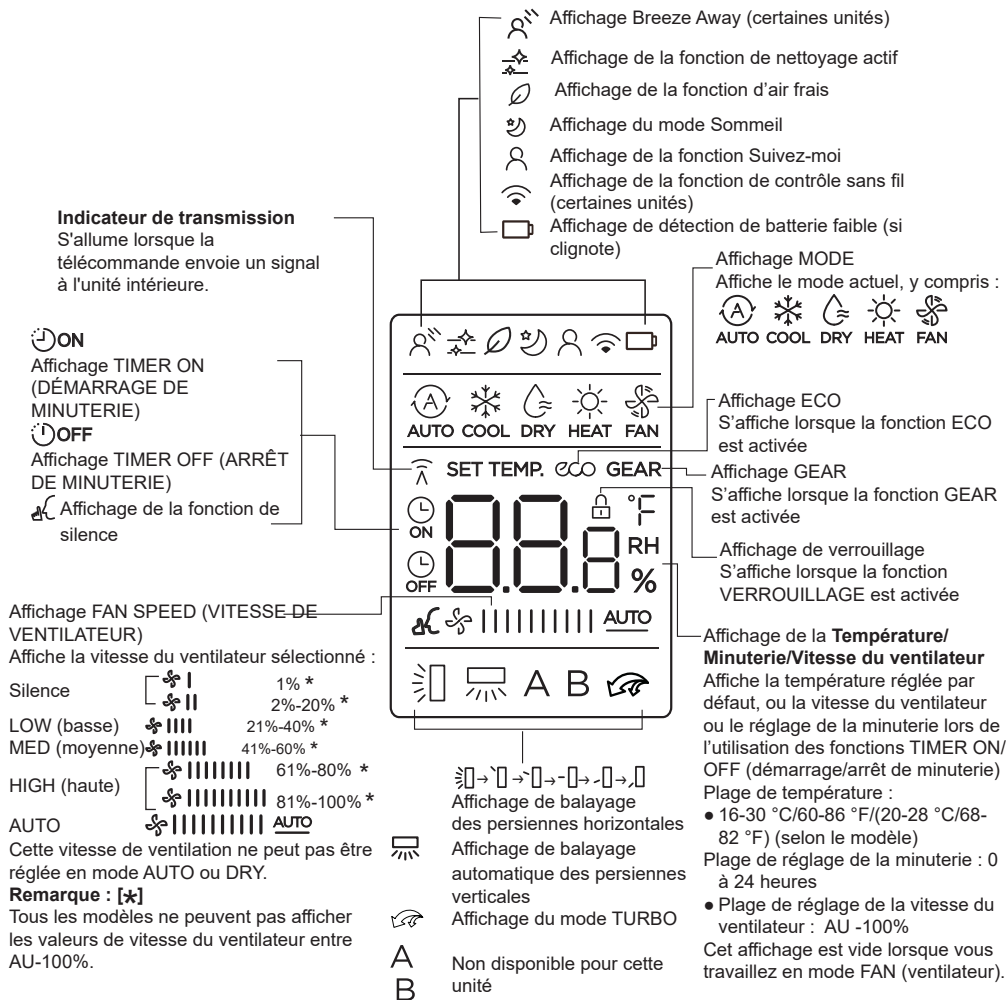 Affichage Breeze Away (certaines unités)
Affichage de la fonction de nettoyage actif
Affichage de la fonction d'air frais
Affichage du mode Sommeil
Affichage de la fonction Suivez-moi
Affichage de la fonction de contrôle sans fil
(certaines unités)
Affichage de détection de batterie faible (si
clignote)
Indicateur de transmission
S'allume lorsque la
télécommande envoie un signal
à l'unité intérieure.
ON
Affichage TIMER ON
(DÉMARRAGE DE
MINUTERIE)
OFF
Affichage TIMER OFF (ARRÊT
DE MINUTERIE)
Affichage de la fonction de
silence
Affichage FAN SPEED (VITESSE DE
VENTILATEUR)
Affiche la vitesse du ventilateur sélectionné :
Silence
1% *
2%-20% *
LOW (basse) 21%-40% *
MED (moyenne) 41%-60% *
HIGH (haute)
61%-80% *
81%-100% *
AUTO AUTO
Cette vitesse de ventilation ne peut pas être
réglée en mode AUTO ou DRY.
Remarque : [*]
Tous les modèles ne peuvent pas afficher
les valeurs de vitesse du ventilateur entre
AU-100%.
A
AUTO COOL DRY HEAT FAN
SET TEMP. eco GEAR
ON
OFF
88.8 °F
RH
%
AUTO
A B
Affichage de balayage
des persiennes horizontales
Affichage de balayage
automatique des persiennes
verticales
Affichage du mode TURBO
A
B
Non disponible pour cette
unité
Affichage MODE
Affiche le mode actuel, y compris :
A
AUTO COOL DRY HEAT FAN
Affichage ECO
S’affiche lorsque la fonction ECO
est activée
Affichage GEAR
S’affiche lorsque la fonction GEAR
est activée
Affichage de verrouillage
S’affiche lorsque la fonction
VERROUILLAGE est activée
Affichage de la Température/
Minuterie/Vitesse du ventilateur
Affiche la température réglée par
défaut, ou la vitesse du ventilateur
ou le réglage de la minuterie lors de
l’utilisation des fonctions TIMER ON/
OFF (démarrage/arrêt de minuterie)
Plage de température :
● 16-30 °C/60-86 °F/(20-28 °C/68-
82 °F) (selon le modèle)
Plage de réglage de la minuterie : 0
à 24 heures
● Plage de réglage de la vitesse du
ventilateur : AU -100%
Cet affichage est vide lorsque vous
travaillez en mode FAN (ventilateur).